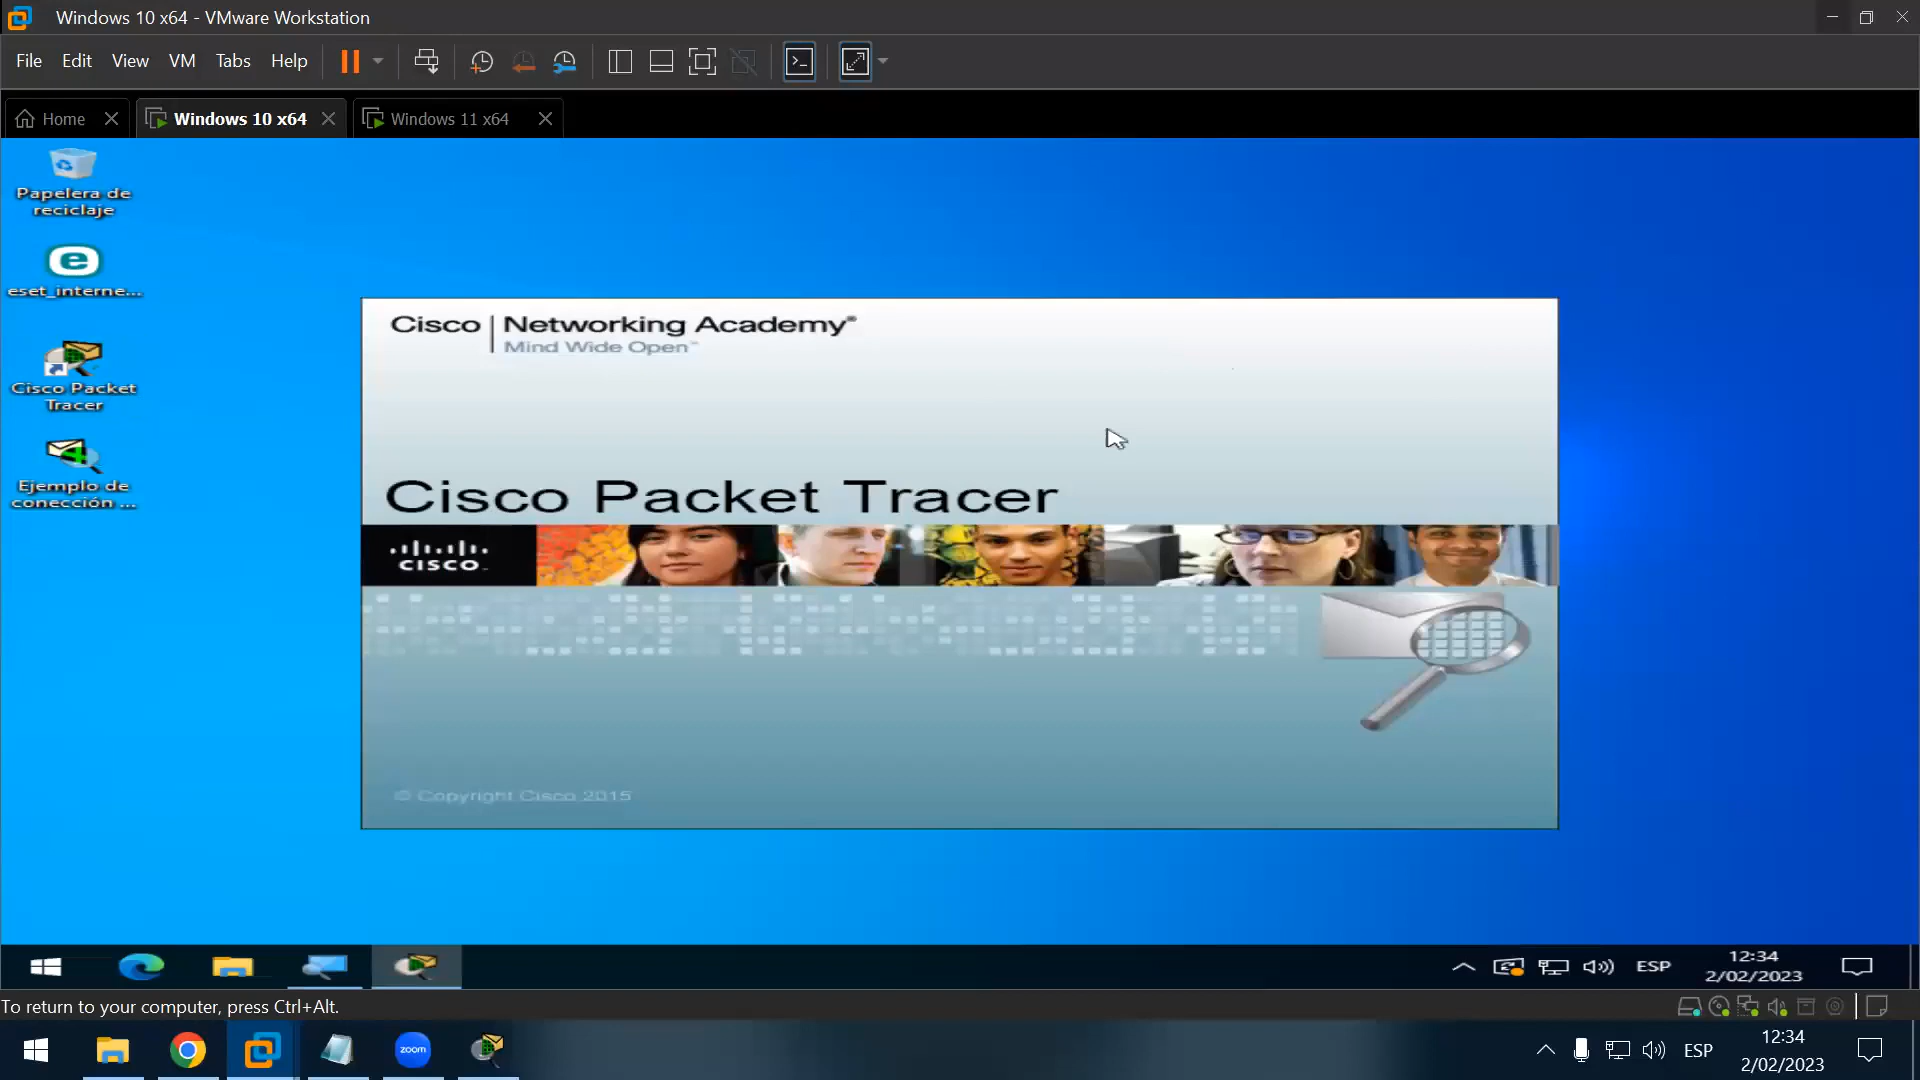 Windows 10 x64 - VMware Workstation
File Edit View VM Tabs Help
Home Windows 10 x64 Windows 11 x64
Papelera de
reciclaje
eset_interne...
Cisco Packet
Tracer
Ejemplo de
conección ...
Cisco Networking Academy®
Mind Wide Open™
Cisco Packet Tracer
CISCO
© Copyright Cisco 2015
ESP
12:34
2/02/2023
To return to your computer, press Ctrl+Alt.
zoom
ESP
12:34
2/02/2023